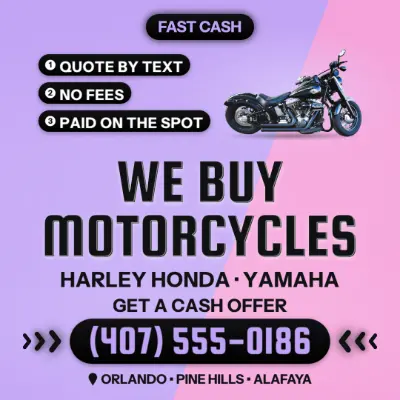 FAST CASH
1 QUOTE BY TEXT
2 NO FEES
3 PAID ON THE SPOT
WE BUY
MOTORCYCLES
HARLEY HONDA • YAMAHA
GET A CASH OFFER
(407) 555-0186
ORLANDO • PINE HILLS • ALAFAYA